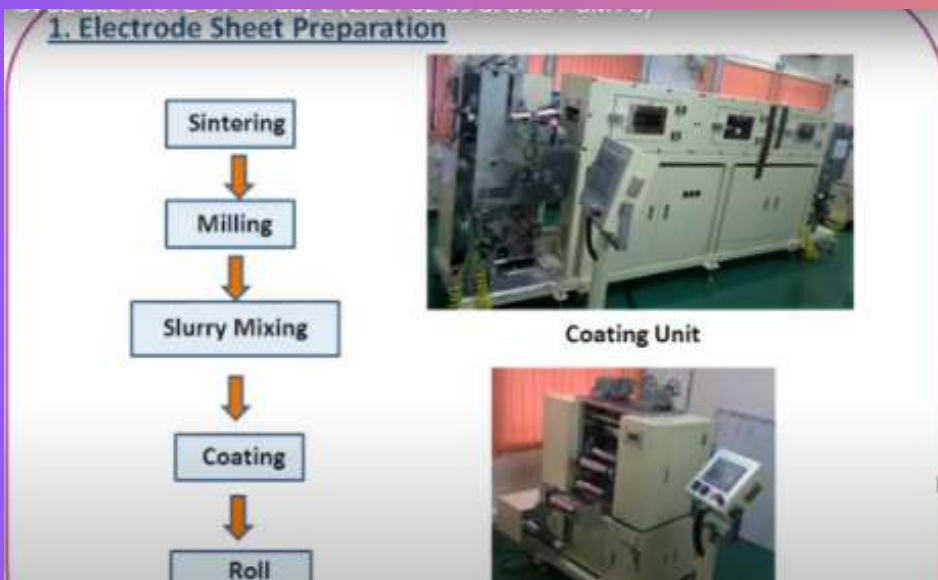 1. Electrode Sheet Preparation
Sintering
Milling
Slurry Mixing
Coating
Roll
Coating Unit